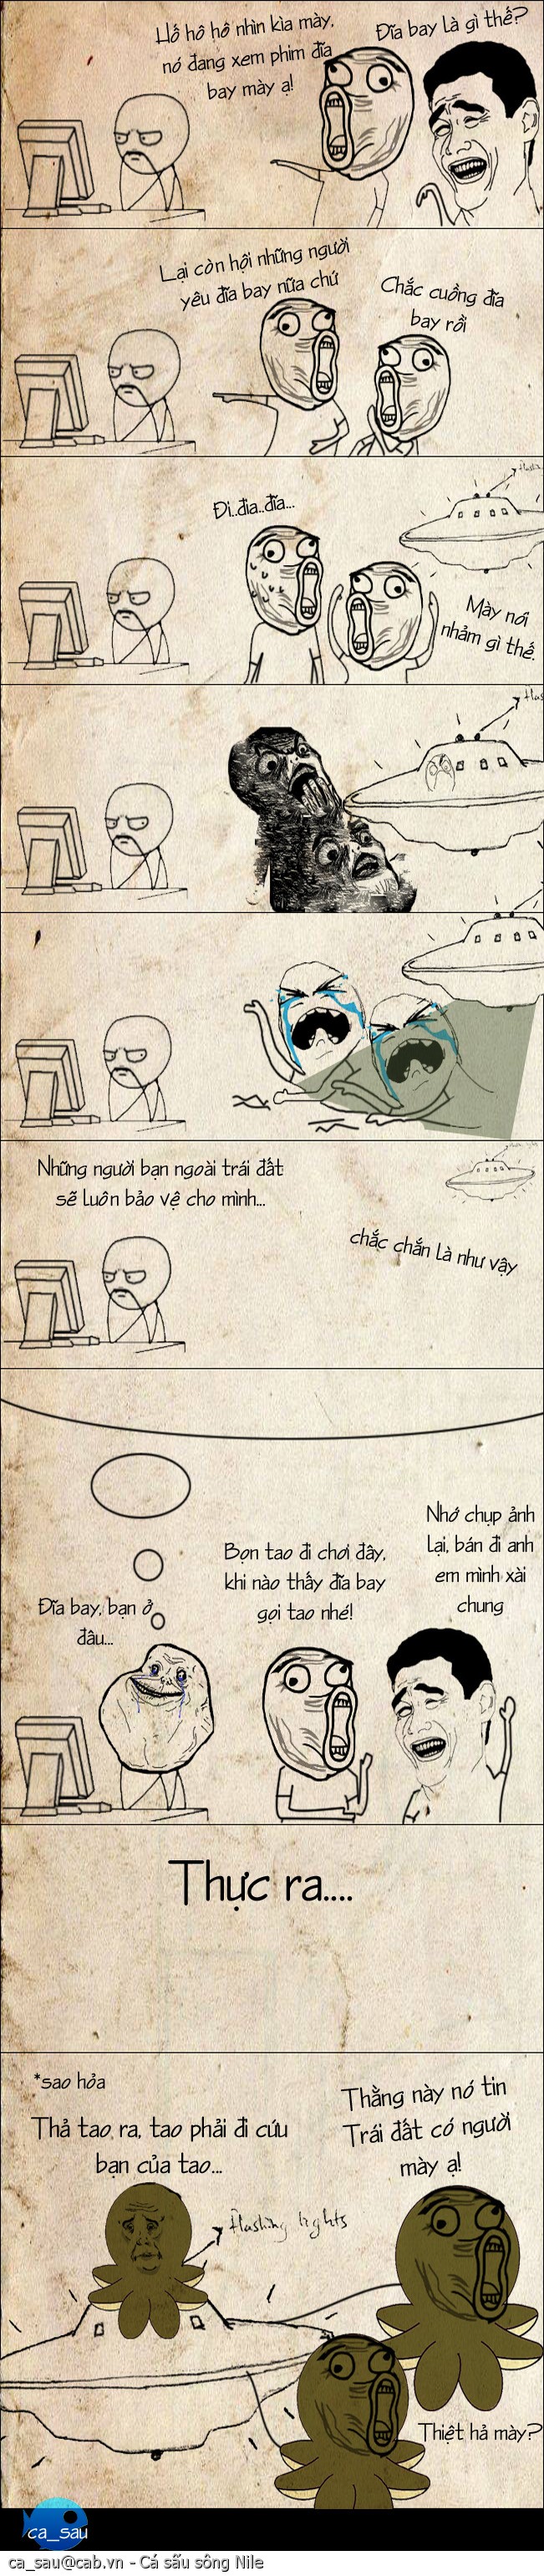 Hố hô hô nhìn kìa mày,
nó đang xem phim đĩa
bay mày ạ!
Đĩa bay là gì thế?
Lại còn hội những người
yêu đĩa bay nữa chứ
Chắc cuồng đĩa
bay rồi
Đi..đia..đĩa...
Mày nói
nhảm gì thế.
Những người bạn ngoài trái đất
sẽ luôn bảo vệ cho mình...
chắc chắn là như vậy
Đĩa bay, bạn ở
đâu...
Bọn tao đi chơi đây,
khi nào thấy đĩa bay
gọi tao nhé!
Nhớ chụp ảnh
lại, bán đi anh
em mình xài
chung
Thực ra....
*sao hỏa
Thả tao ra, tao phải đi cứu
bạn của tao...
Thằng này nó tin
Trái đất có người
mày ạ!
flashing lights
Thiệt hả mày?
ca_sau
ca_sau@cab.vn - Cá sấu sông Nile